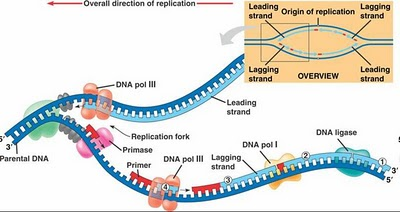 Overall direction of replication
Leading
strand
Origin of replication
Lagging
strand
Lagging
strand
OVERVIEW
Leading
strand
DNA pol III
Leading
strand
5'
3'
Parental DNA
Replication fork
Primase
Primer
DNA pol III
4
Lagging
strand
3
DNA pol I
2
DNA ligase
1
3'
5'